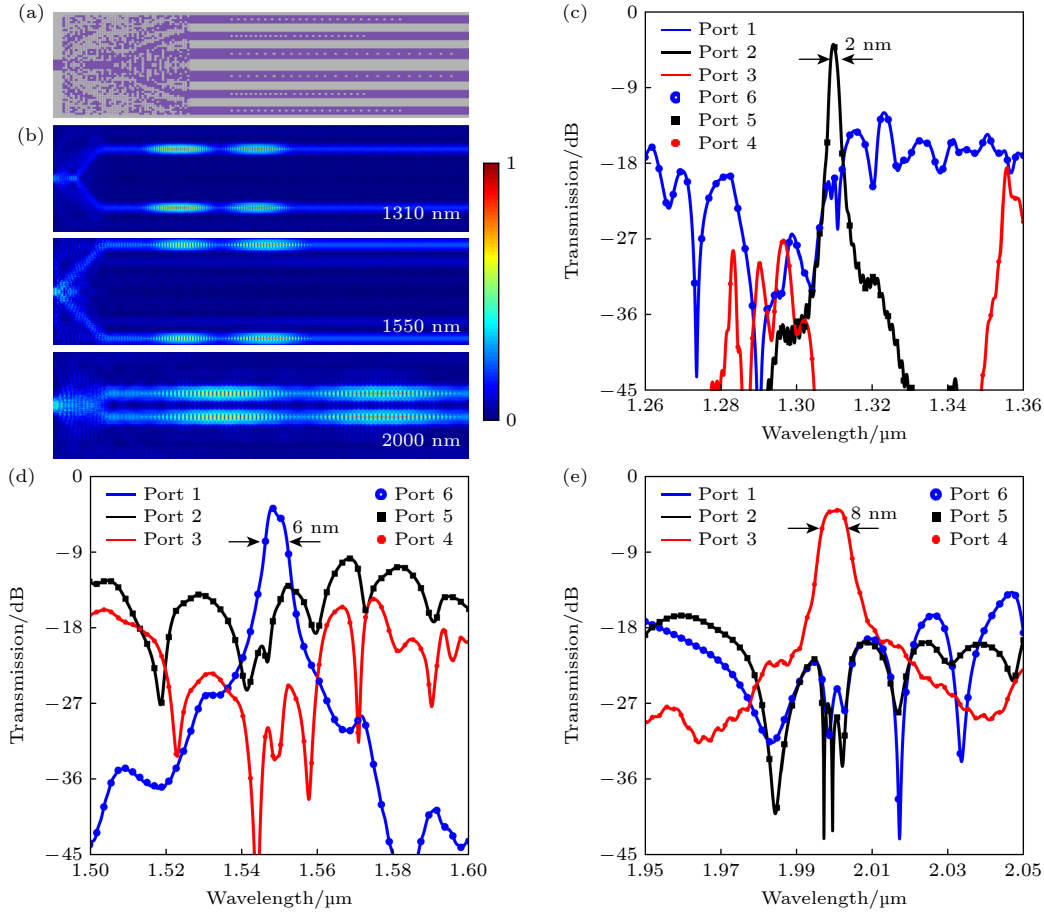 (a)
(b)
1310 nm
1550 nm
2000 nm
1
0
(c)
0
−9
−18
−27
−36
−45
Transmission/dB
Port 1
Port 2
Port 3
Port 6
Port 5
Port 4
2 nm
1.26
1.28
1.30
1.32
1.34
1.36
Wavelength/μm
(d)
0
−9
−18
−27
−36
−45
Transmission/dB
Port 1
Port 2
Port 3
Port 6
Port 5
Port 4
6 nm
1.50
1.52
1.54
1.56
1.58
1.60
Wavelength/μm
(e)
0
−9
−18
−27
−36
−45
Transmission/dB
Port 1
Port 2
Port 3
Port 6
Port 5
Port 4
8 nm
1.95
1.97
1.99
2.01
2.03
2.05
Wavelength/μm